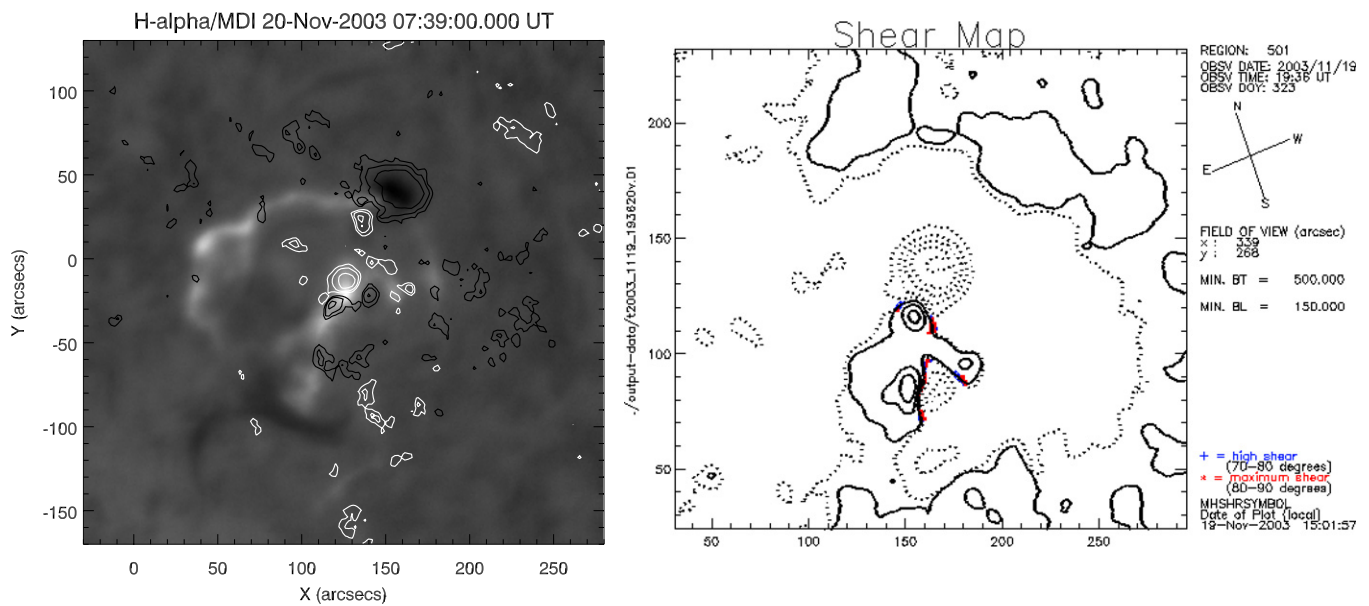 H-alpha/MDI 20-Nov-2003 07:39:00.000 UT
100
50
0
-50
-100
-150
0
50
100
150
200
250
Y (arcsecs)
X (arcsecs)
Shear Map
200
150
100
50
50
100
150
200
250
./output-data/t2003_1119_193620v.D1
REGION: 501
OBSV DATE: 2003/11/19
OBSV TIME: 19:36 UT
OBSV DOY: 323
N
W
E
S
FIELD OF VIEW (arcsec)
x : 339
y : 268
MIN. BT = 500.000
MIN. BL = 150.000
+ = high shear
(70-80 degrees)
* = maximum shear
(80-90 degrees)
MHSHRSYMBOL
Date of Plot (local)
19-Nov-2003 15:01:57